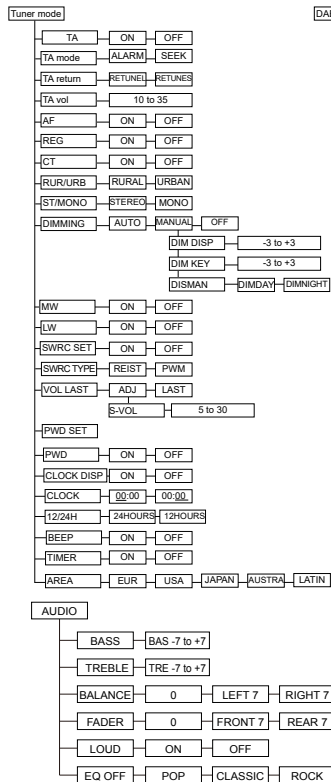 Tuner mode
TA ON OFF
TA mode ALARM SEEK
TA return RETUNEL RETUNES
TA vol 10 to 35
AF ON OFF
REG ON OFF
CT ON OFF
RUR/URB RURAL URBAN
ST/MONO STEREO MONO
DIMMING AUTO MANUAL OFF
DIM DISP -3 to +3
DIM KEY -3 to +3
DISMAN DIMDAY DIMNIGHT
MW ON OFF
LW ON OFF
SWRC SET ON OFF
SWRC TYPE REIST PWM
VOL LAST ADJ LAST
S-VOL 5 to 30
PWD SET
PWD ON OFF
CLOCK DISP ON OFF
CLOCK 00:00 00:00
12/24H 24HOURS 12HOURS
BEEP ON OFF
TIMER ON OFF
AREA EUR USA JAPAN AUSTRA LATIN
AUDIO
BASS BAS -7 to +7
TREBLE TRE -7 to +7
BALANCE 0 LEFT 7 RIGHT 7
FADER 0 FRONT 7 REAR 7
LOUD ON OFF
EQ OFF POP CLASSIC ROCK